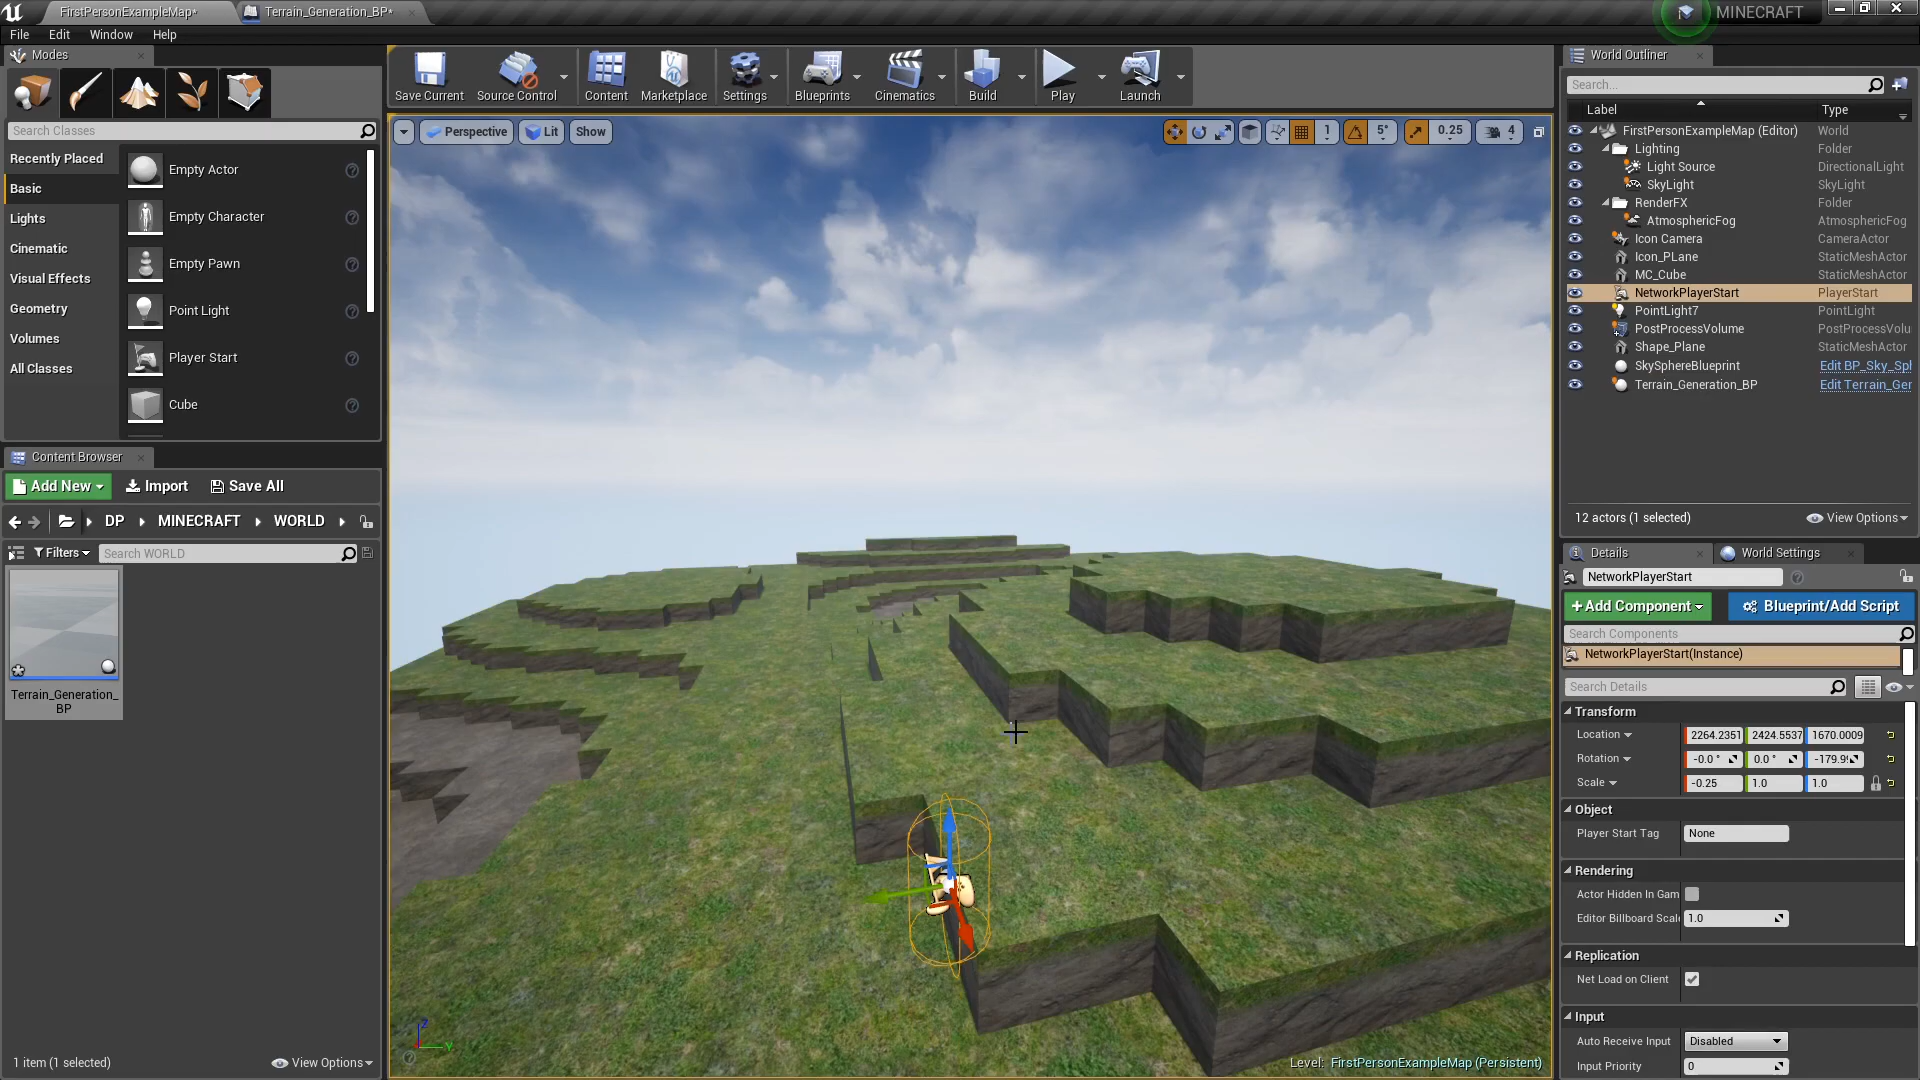 FirstPersonExampleMap*
Terrain_Generation_BP*
MINECRAFT
File
Edit
Window
Help
Modes
Search Classes
Recently Placed
Basic
Lights
Cinematic
Visual Effects
Geometry
Volumes
All Classes
Empty Actor
Empty Character
Empty Pawn
Point Light
Player Start
Cube
Save Current
Source Control
Content
Marketplace
Settings
Blueprints
Cinematics
Build
Play
Launch
Perspective
Lit
Show
1
5°
0.25
4
Content Browser
Add New
Import
Save All
DP
MINECRAFT
WORLD
Filters
Search WORLD
Terrain_Generation_
BP
1 item (1 selected)
View Options
Level: FirstPersonExampleMap (Persistent)
World Outliner
Search...
Label
Type
FirstPersonExampleMap (Editor)
World
Lighting
Folder
Light Source
DirectionalLight
SkyLight
SkyLight
RenderFX
Folder
AtmosphericFog
AtmosphericFog
Icon Camera
CameraActor
Icon_PLane
StaticMeshActor
MC_Cube
StaticMeshActor
NetworkPlayerStart
PlayerStart
PointLight7
PointLight
PostProcessVolume
PostProcessVolu
Shape_Plane
StaticMeshActor
SkySphereBlueprint
Edit BP_Sky_Sph
Terrain_Generation_BP
Edit Terrain_Ger
12 actors (1 selected)
View Options
Details
World Settings
NetworkPlayerStart
+Add Component
Blueprint/Add Script
Search Components
NetworkPlayerStart(Instance)
Search Details
Transform
Location
2264.2351
2424.5537
1670.0009
Rotation
-0.0 °
0.0 °
-179.9
Scale
-0.25
1.0
1.0
Object
Player Start Tag
None
Rendering
Actor Hidden In Gam
Editor Billboard Scale
1.0
Replication
Net Load on Client
Input
Auto Receive Input
Disabled
Input Priority
0